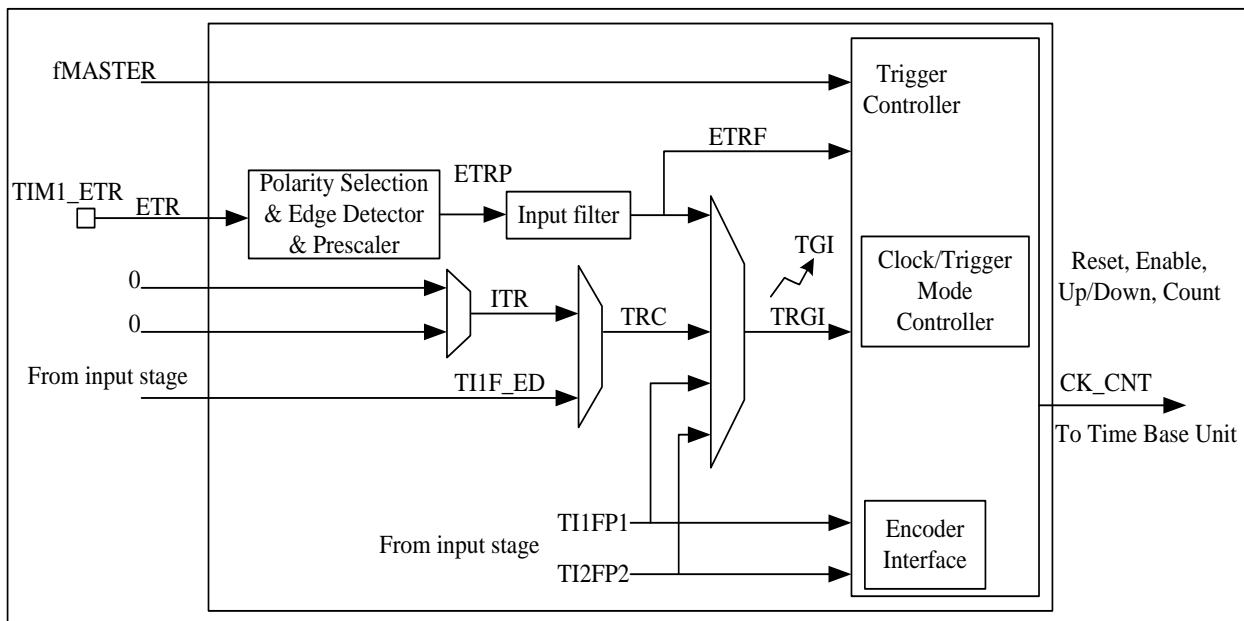 fMASTER
Trigger
Controller
ETRF
TIM1_ETR
ETR
Polarity Selection
& Edge Detector
& Prescaler
ETRP
Input filter
TGI
Clock/Trigger
Mode
Controller
Reset, Enable,
Up/Down, Count
0
ITR
0
TRC
TRGI
From input stage
TI1F_ED
CK_CNT
To Time Base Unit
TI1FP1
From input stage
TI2FP2
Encoder
Interface